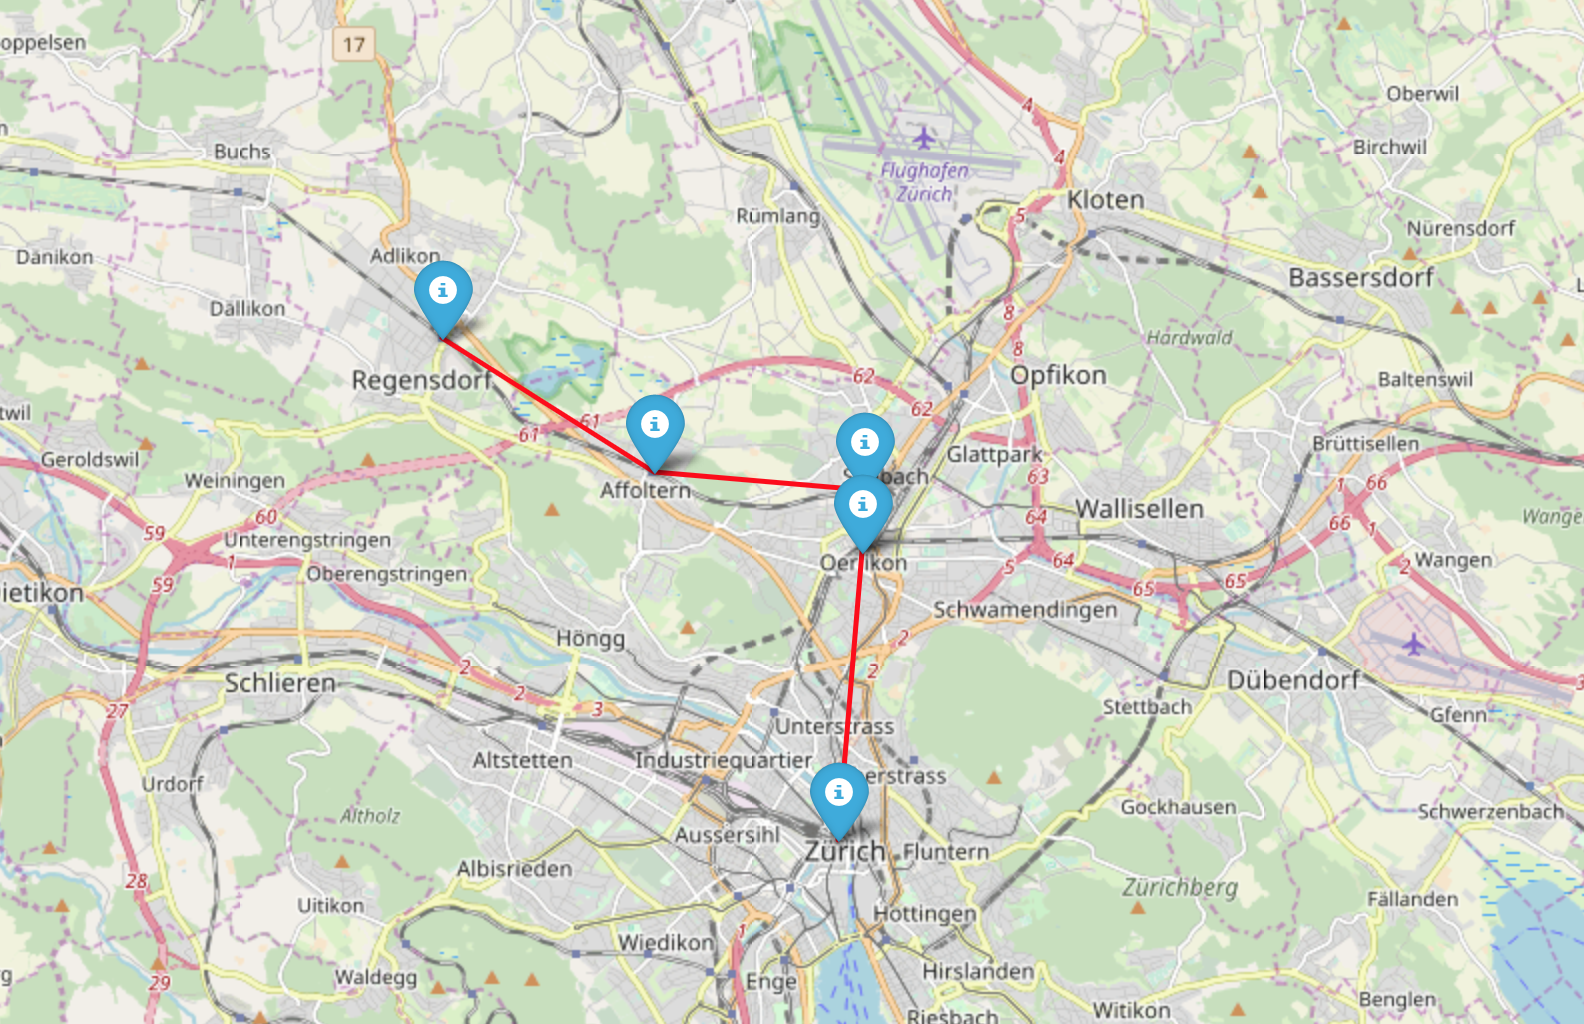 17
oppelsen
Oberwil
4
Buchs
Birchwil
4
Flughafen
Zürich
Kloten
Rümlang
5
Nürensdorf
Adlikon
Danikon
Bassersdorf
Dällikon
8
Hardwald
8
Regensdorf
62
Opfikon
Baltenswil
62
twil
61
61
Brüttisellen
Geroldswil
Glattpark
Weiningen
bach
63
66
1
Affoltern
Wallisellen
60
64
66
1
Wange
59
1
Unterengstringen
Oerlikon
64
Wangen
Oberengstringen
5
2
59
65
65
ietikon
Schwamendingen
Höngg
2
2
2
Schlieren
2
Dübendorf
3
27
3
Stettbach
Gfenn
Unterstrass
Altstetten
Industriequartier
erstrass
Urdorf
Gockhausen
Schwerzenbach
Altholz
Aussersihl
Zürich
Fluntern
Albisrieden
28
Zürichberg
Uitikon
Fällanden
Hottingen
1
Wiedikon
Waldegg
Hirslanden
29
Enge
Benglen
Witikon
Riesbach